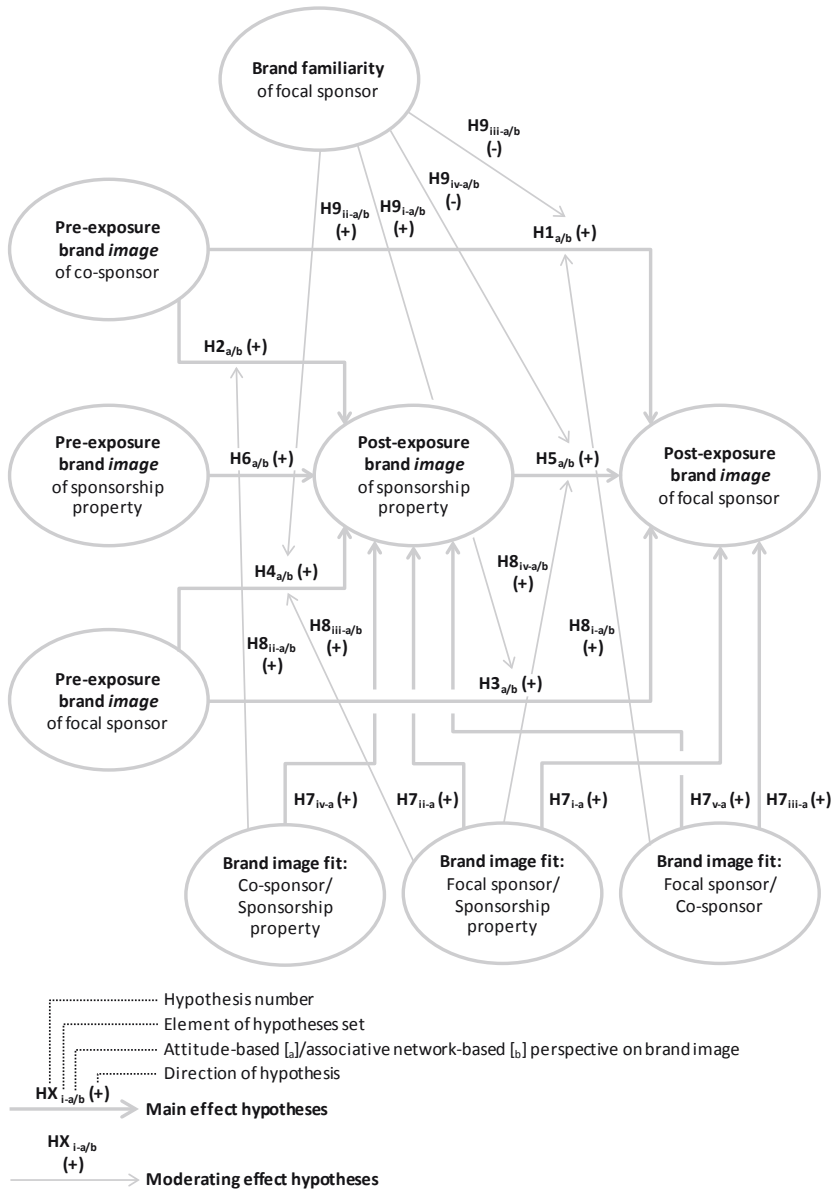 Brand familiarity
of focal sponsor
H9iii-a/b
(-)
H9iv-a/b
(-)
H9ii-a/b
(+)
H9i-a/b
(+)
Pre-exposure
brand image
of co-sponsor
H1a/b (+)
H2a/b (+)
Pre-exposure
brand image
of sponsorship
property
H6a/b (+)
Post-exposure
brand image
of sponsorship
property
H5a/b (+)
Post-exposure
brand image
of focal sponsor
H4a/b (+)
H8iv-a/b
(+)
H8ii-a/b
(+)
H8iii-a/b
(+)
H8i-a/b
(+)
Pre-exposure
brand image
of focal sponsor
H3a/b (+)
H7iv-a (+)
H7ii-a (+)
H7i-a (+)
H7v-a (+)
H7iii-a (+)
Brand image fit:
Co-sponsor/
Sponsorship
property
Brand image fit:
Focal sponsor/
Sponsorship
property
Brand image fit:
Focal sponsor/
Co-sponsor
Hypothesis number
Element of hypotheses set
Attitude-based [a]/associative network-based [b] perspective on brand image
Direction of hypothesis
HX i-a/b (+)
Main effect hypotheses
HX i-a/b
(+)
Moderating effect hypotheses